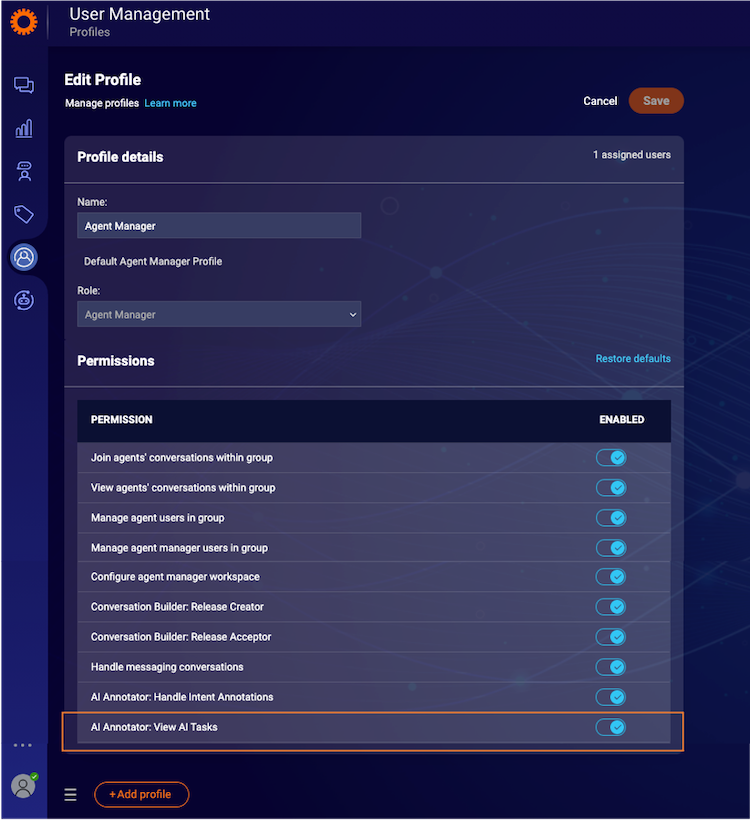 User Management
Profiles
Edit Profile
Manage profiles Learn more
Cancel
Save
Profile details
1 assigned users
Name:
Agent Manager
Default Agent Manager Profile
Role:
Agent Manager
Permissions
Restore defaults
PERMISSION ENABLED
Join agents' conversations within group
View agents' conversations within group
Manage agent users in group
Manage agent manager users in group
Configure agent manager workspace
Conversation Builder: Release Creator
Conversation Builder: Release Acceptor
Handle messaging conversations
AI Annotator: Handle Intent Annotations
AI Annotator: View AI Tasks
+ Add profile